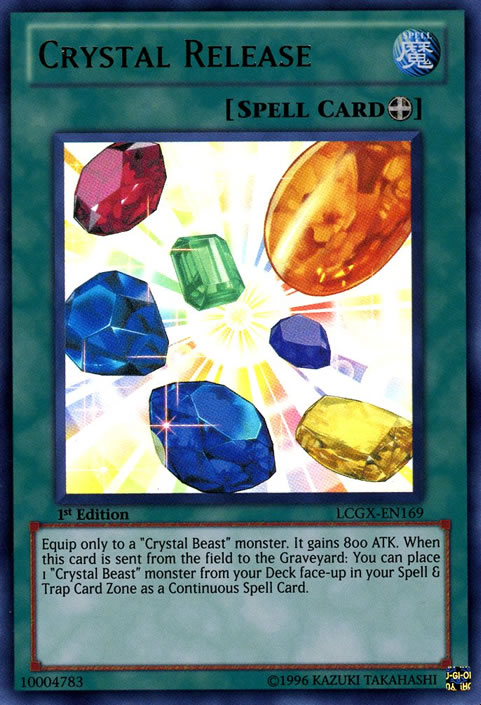 CRYSTAL RELEASE
SPELL
魔
[SPELL CARD]
1st Edition
LCGX-EN169
Equip only to a "Crystal Beast" monster. It gains 800 ATK. When
this card is sent from the field to the Graveyard: You can place
1 "Crystal Beast" monster from your Deck face-up in your Spell &
Trap Card Zone as a Continuous Spell Card.
10004783
©1996 KAZUKI TAKAHASHI